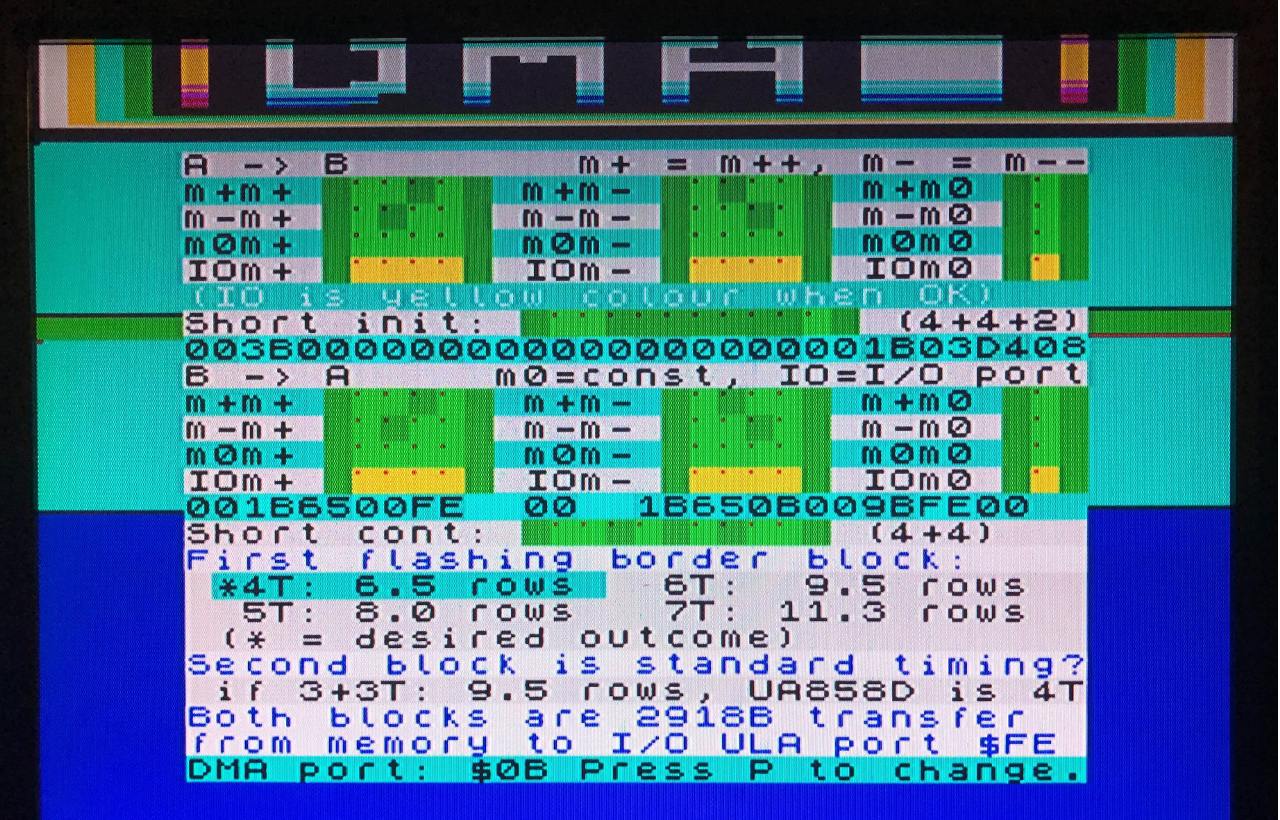 ! DMA !
A -> B m+ = m++, m- = m--
m+m+ m+m- m+m0
m-m+ m-m- m-m0
m0m+ m0m- m0m0
IOm+ IOm- IOm0
(IO is yellow colour when OK)
Short init: (4+4+2)
003B000000000000000000001B03D408
B -> A m0=const, IO=I/O port
m+m+ m+m- m+m0
m-m+ m-m- m-m0
m0m+ m0m- m0m0
IOm+ IOm- IOm0
001B6500FE 00 1B650B009BFE00
Short cont: (4+4)
First flashing border block:
*4T: 6.5 rows 6T: 9.5 rows
5T: 8.0 rows 7T: 11.3 rows
(* = desired outcome)
Second block is standard timing?
if 3+3T: 9.5 rows, UA858D is 4T
Both blocks are 2918B transfer
from memory to I/O ULA port $FE
DMA port: $0B Press P to change.